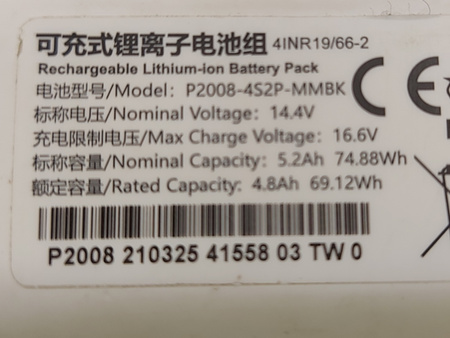 可充式锂离子电池组 4INR19/66-2
Rechargeable Lithium-ion Battery Pack
电池型号/Model: P2008-4S2P-MMBK
标称电压/Nominal Voltage: 14.4V
充电限制电压/Max Charge Voltage: 16.6V
标称容量/Nominal Capacity: 5.2Ah 74.88Wh
额定容量/Rated Capacity: 4.8Ah 69.12Wh
P2008 210325 41558 03 TW 0